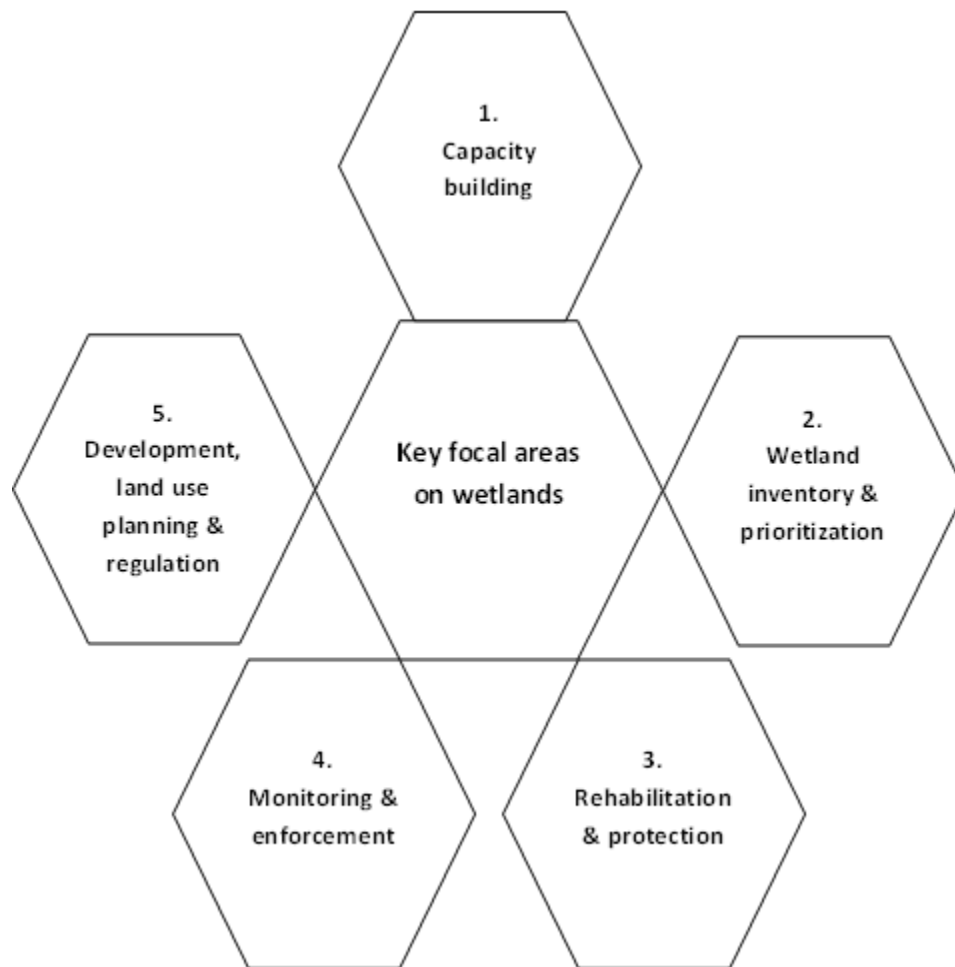 1.
Capacity
building
Key focal areas
on wetlands
2.
Wetland
inventory &
prioritization
3.
Rehabilitation
& protection
4.
Monitoring &
enforcement
5.
Development,
land use
planning &
regulation